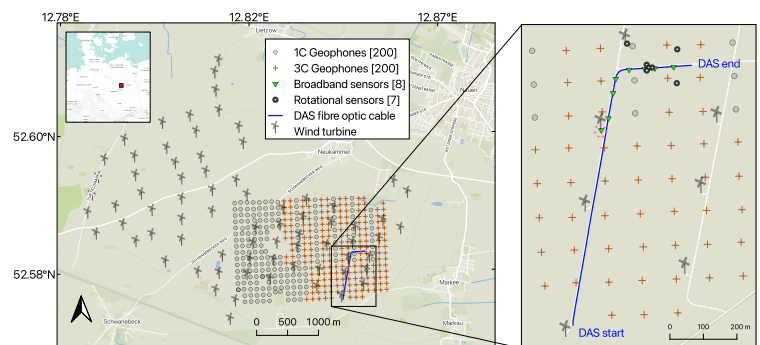 12.78°E
12.82°E
12.87°E
Lietzow
1C Geophones [200]
3C Geophones [200]
Broadband sensors [8]
Rotational sensors [7]
DAS fibre optic cable
Wind turbine
Nauen
52.60°N
Neukammer
52.58°N
Markee
Schwanebeck
Markau
0 500 1000 m
DAS end
DAS start
0 100 200 m